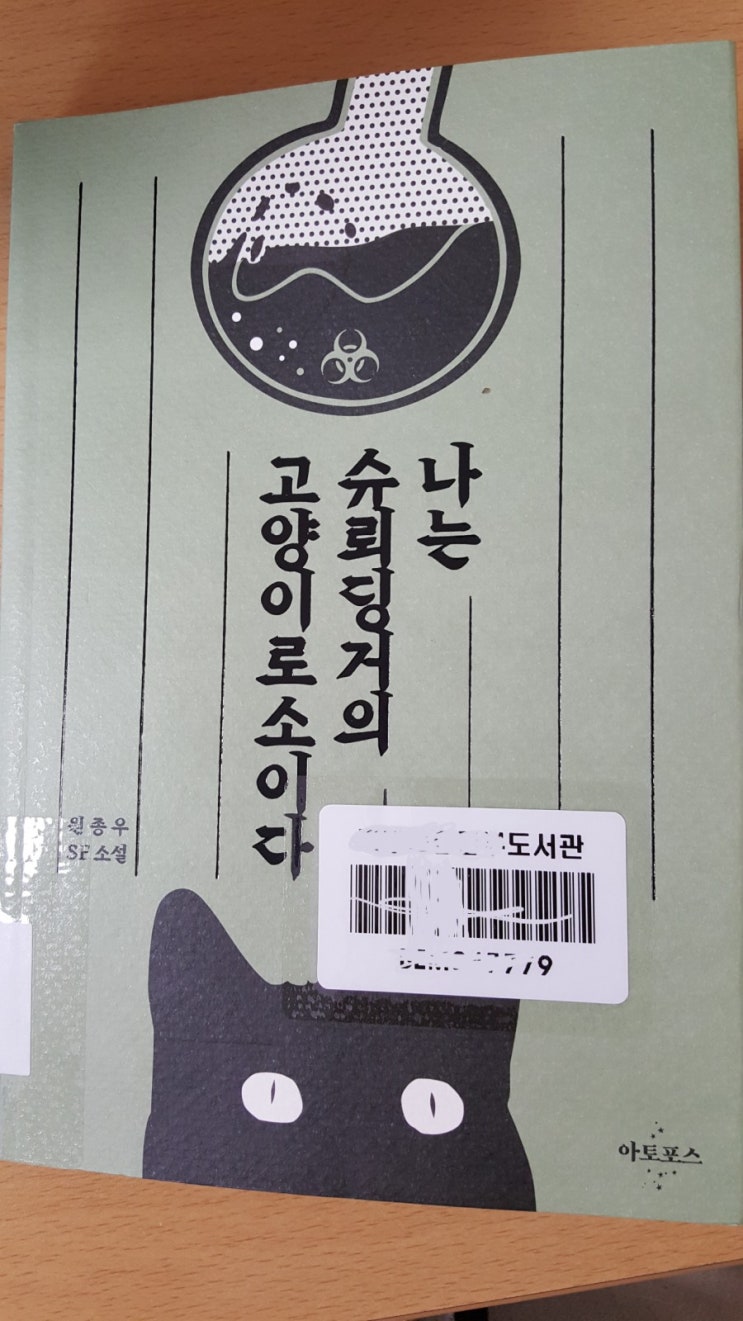 나는
슈뢰딩거의
고양이로소이다
원종우
SF 소설
도서관
아토포스